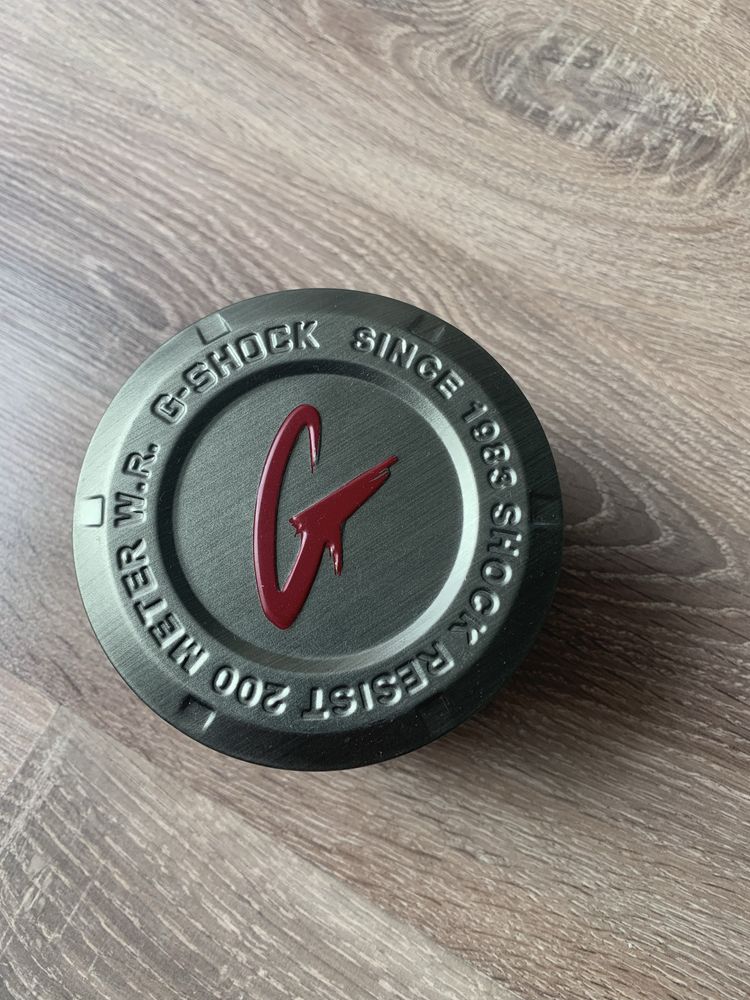 G-SHOCK SINCE 1983 SHOCK RESIST 200 METER W.R.
G